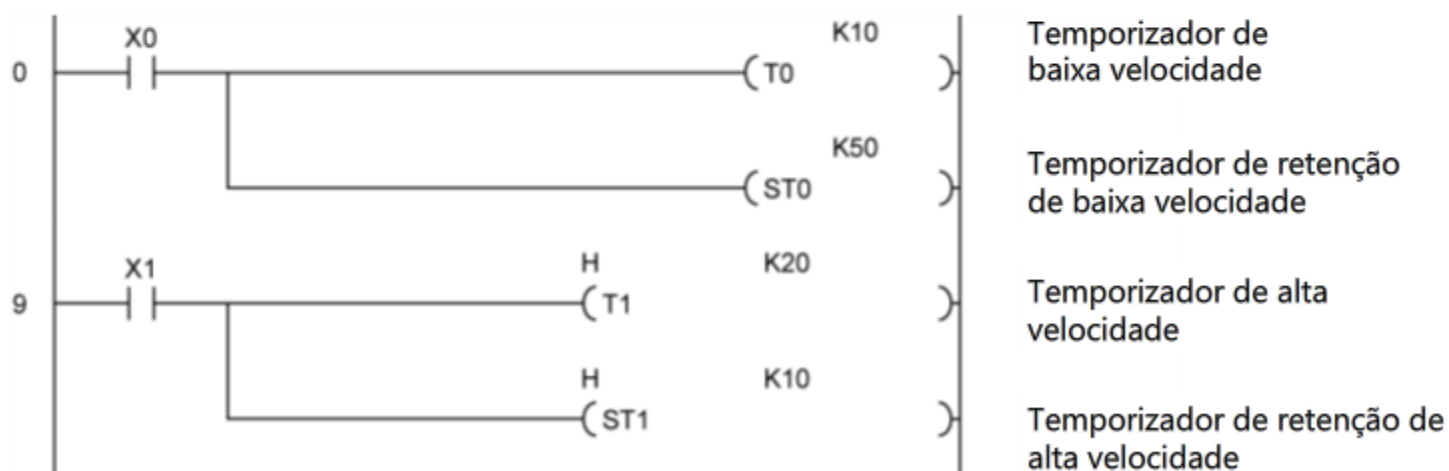 X0
K10
0
(T0
)
Temporizador de
baixa velocidade
K50
(ST0
)
Temporizador de retenção
de baixa velocidade
X1
H
K20
9
(T1
)
Temporizador de alta
velocidade
H
K10
(ST1
)
Temporizador de retenção de
alta velocidade